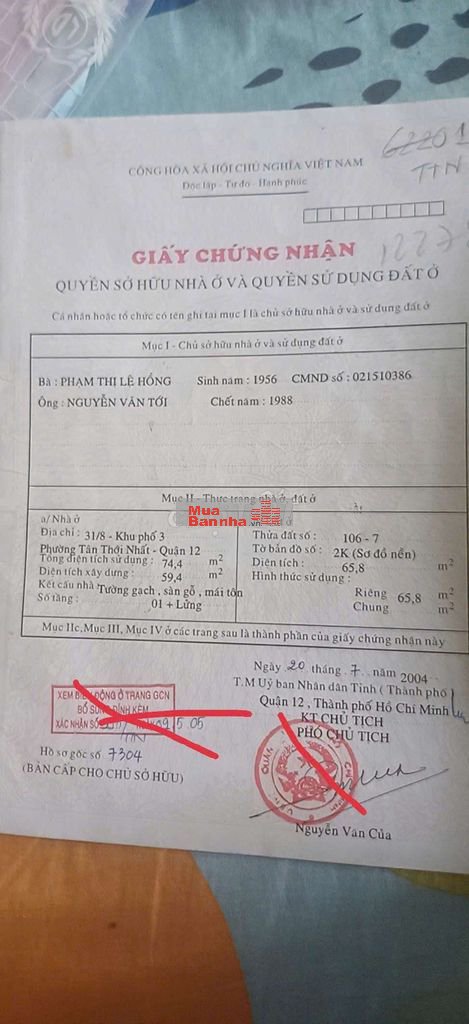 62201
TTN
CỘNG HÒA XÃ HỘI CHỦ NGHĨA VIỆT NAM
Độc lập - Tự do - Hạnh phúc
GIẤY CHỨNG NHẬN
QUYỀN SỞ HỮU NHÀ Ở VÀ QUYỀN SỬ DỤNG ĐẤT Ở
Cá nhân hoặc tổ chức có tên ghi tại mục I là chủ sở hữu nhà ở và sử dụng đất ở
Mục I - Chủ sở hữu nhà ở và sử dụng đất ở
Bà : PHẠM THỊ LỆ HỒNG Sinh năm : 1956 CMND số : 021510386
Ông : NGUYỄN VĂN TỚI Chết năm : 1988
Mục II - Thực trạng nhà ở, đất ở
Mua
Bannha.vn
a/ Nhà ở
Địa chỉ : 31/8 - Khu phố 3
Phường Tân Thới Nhất - Quận 12
Tổng diện tích sử dụng : 74,4 m2
Diện tích xây dựng : 59,4 m2
Kết cấu nhà Tường gạch , sàn gỗ , mái tôn
Số tầng : 01 + Lửng
Thửa đất số : 106 - 7
Tờ bản đồ số : 2K (Sơ đồ nền)
Diện tích : 65,8 m2
Hình thức sử dụng :
Riêng 65,8 m2
Chung m2
Mục IIc,Mục III, Mục IV ở các trang sau là thành phần của giấy chứng nhận này
Ngày 20 tháng 7 năm 2004
T.M Uỷ ban Nhân dân Tỉnh ( Thành phố )
Quận 12 , Thành phố Hồ Chí Minh
KT CHỦ TỊCH
PHÓ CHỦ TỊCH
XEM BIẾN ĐỘNG Ở TRANG GCN
BỔ SUNG ĐÍNH KÈM
XÁC NHẬN SỐ
Hồ sơ gốc số 7304
(BẢN CẤP CHO CHỦ SỞ HỮU)
Nguyễn Văn Của